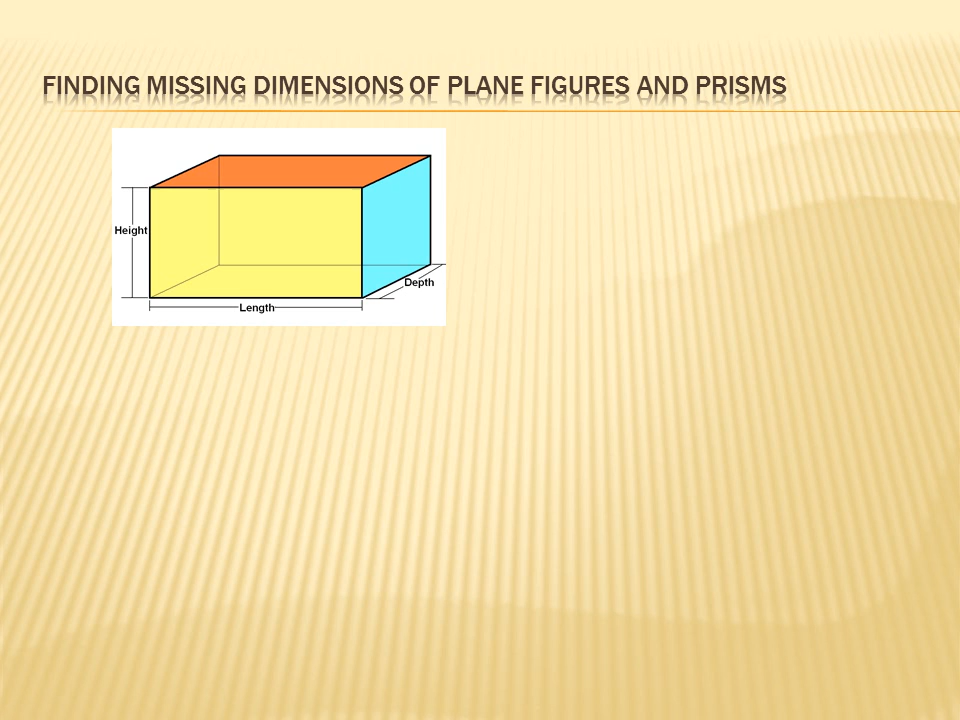 FINDING MISSING DIMENSIONS OF PLANE FIGURES AND PRISMS
Height
Depth
Length